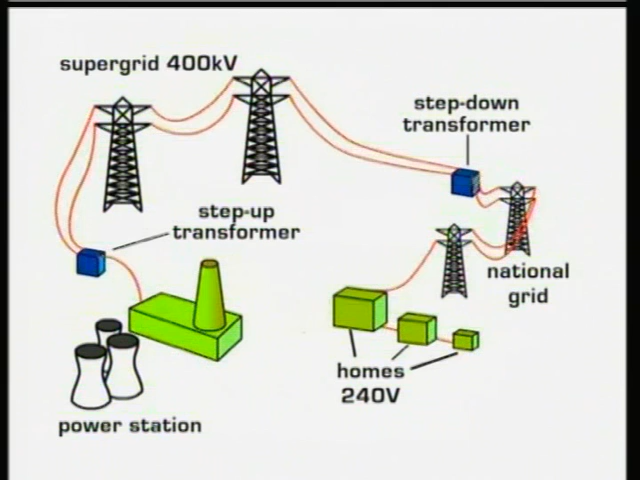 supergrid 400kV
step-down
transformer
step-up
transformer
national
grid
homes
240V
power station